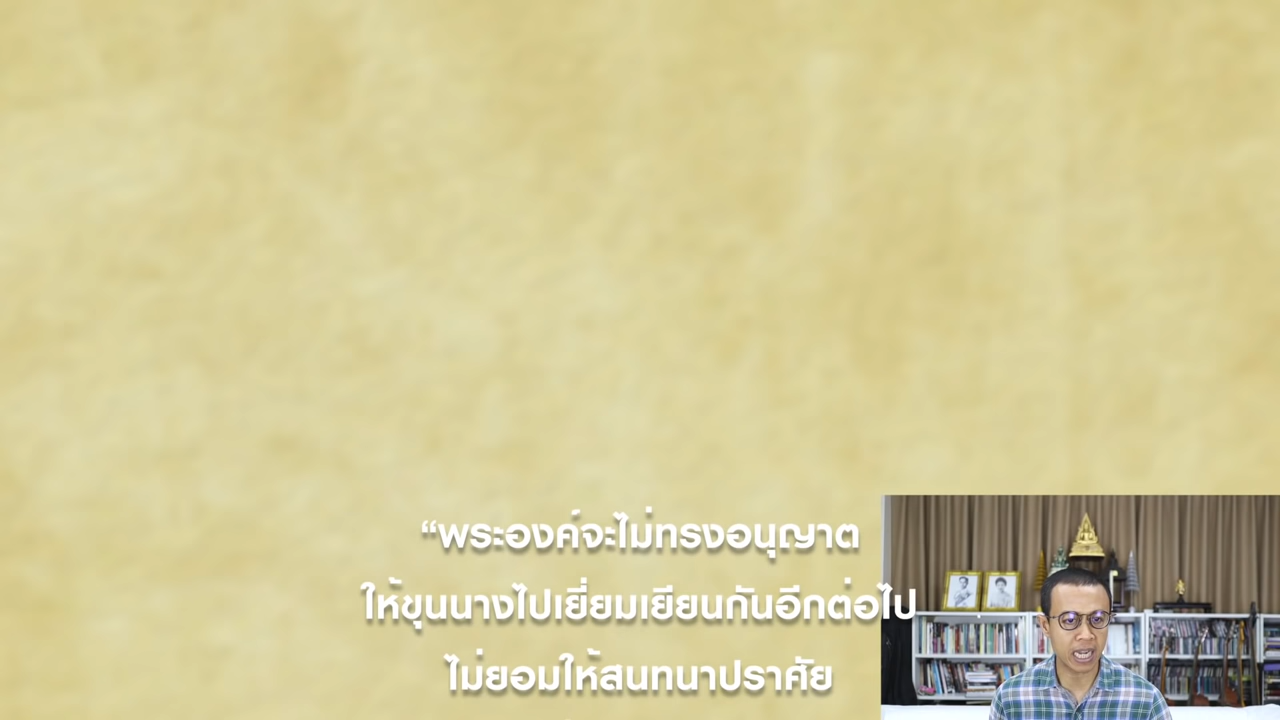 “พระองค์จะไม่ทรงอนุญาต
ให้ขุนนางไปเยี่ยมเยียนกันอีกต่อไป
ไม่ยอมให้สนทนาปราศัย